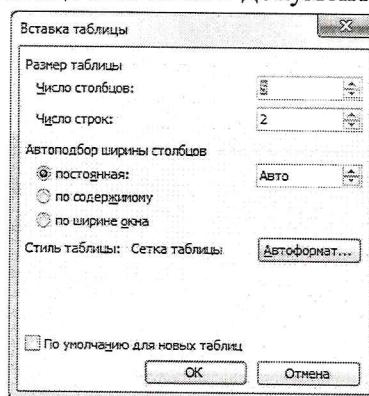 Вставка таблицы
Размер таблицы
Число столбцов:
Число строк: 2
Автоподбор ширины столбцов
постоянная: Авто
по содержимому
по ширине окна
Стиль таблицы: Сетка таблицы Автоформат...
По умолчанию для новых таблиц
ОК Отмена